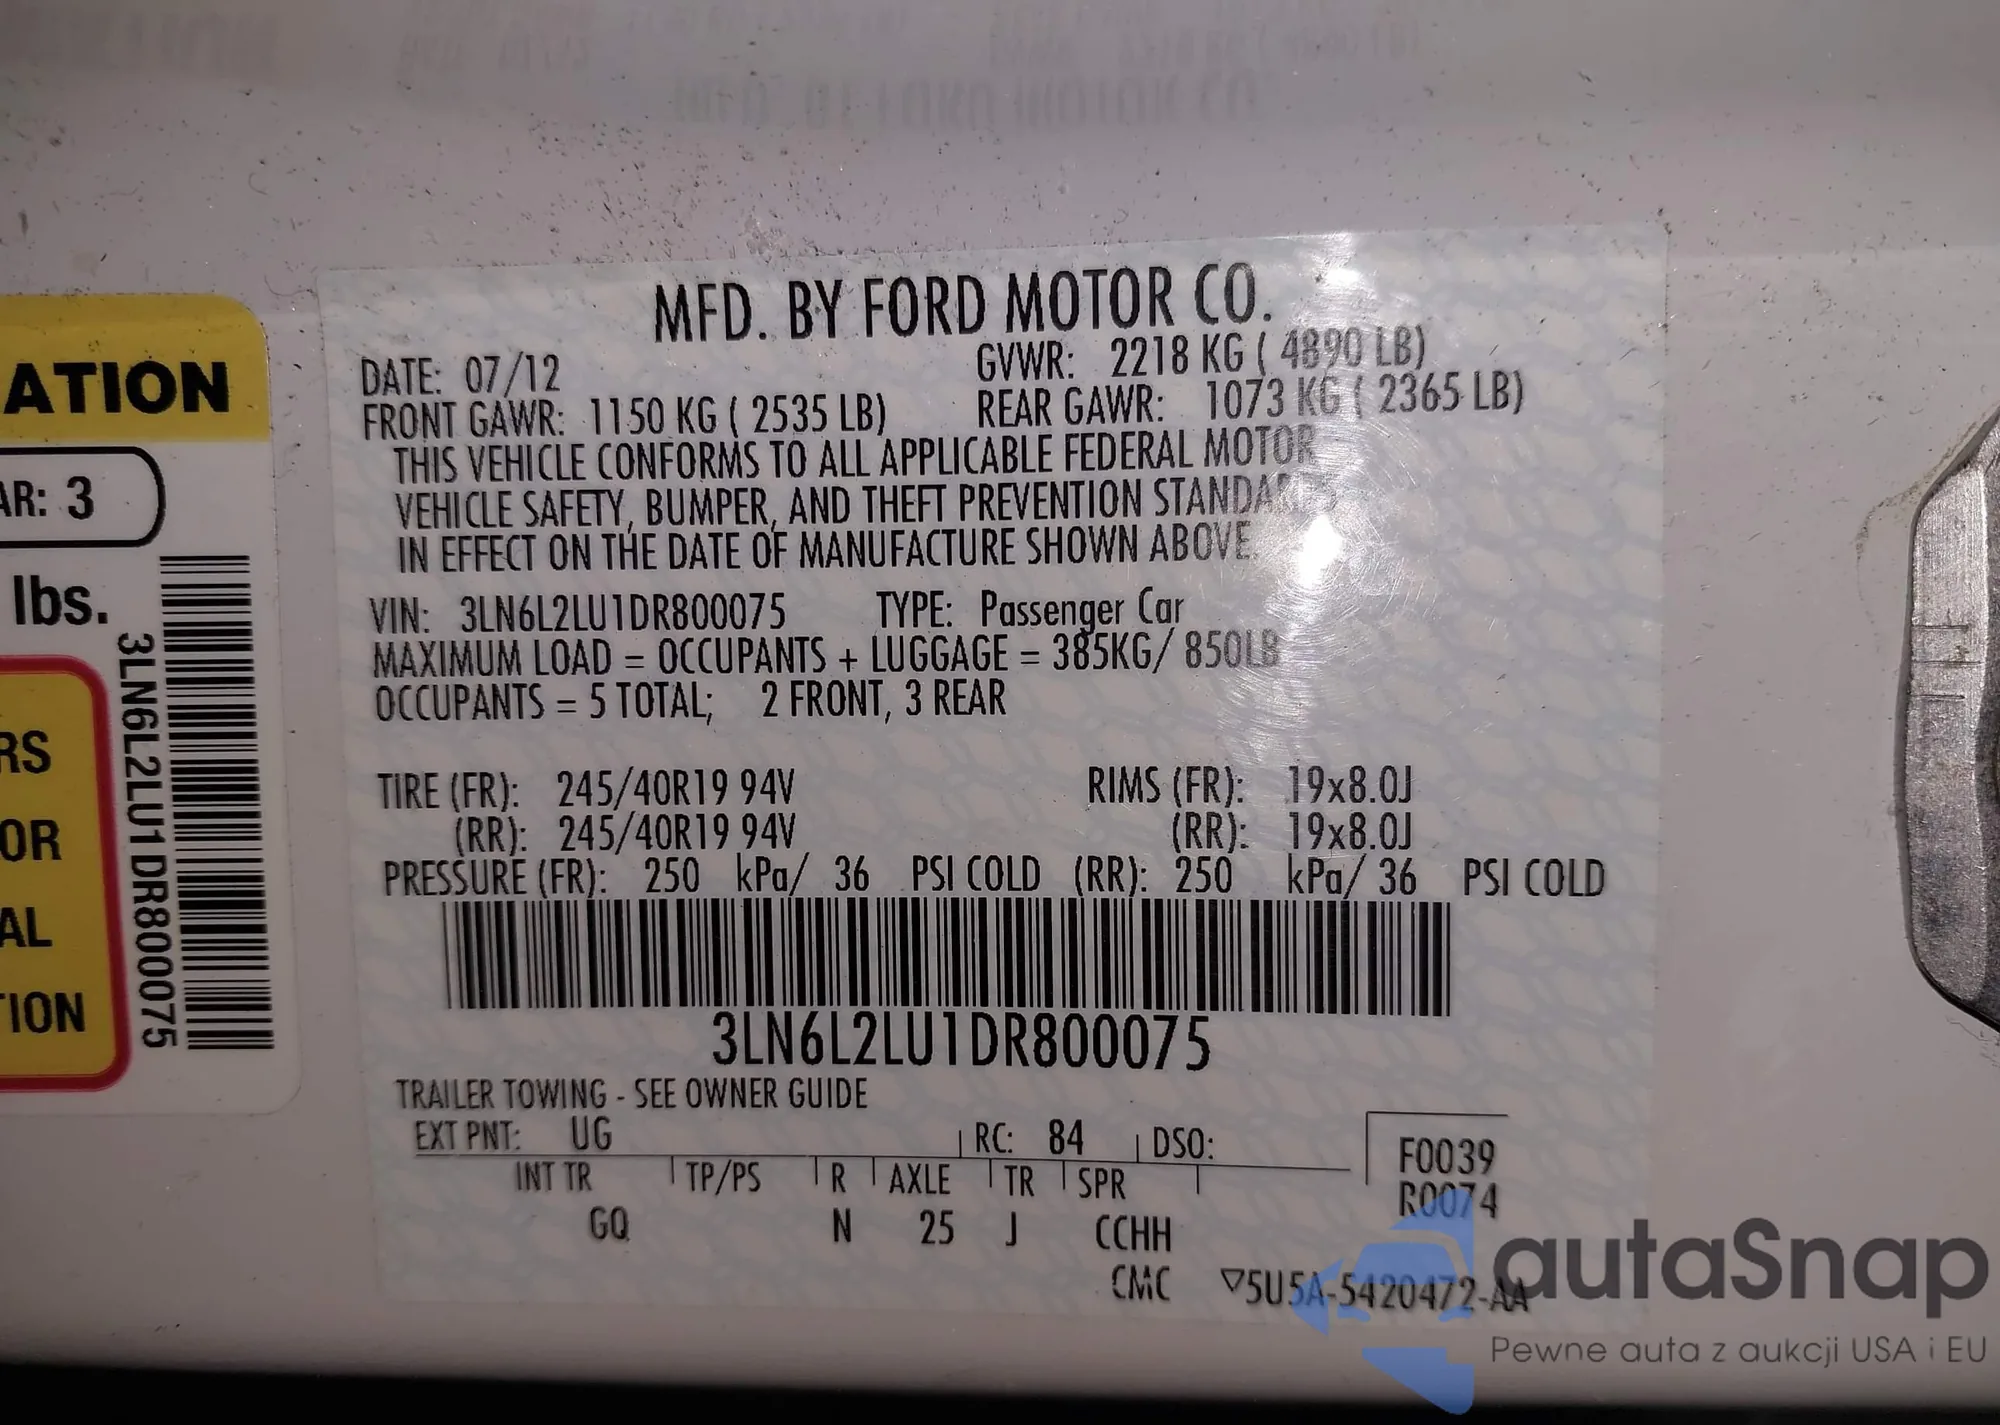 MFD. BY FORD MOTOR CO.
DATE: 07/12 GVWR: 2218 KG ( 4890 LB)
FRONT GAWR: 1150 KG ( 2535 LB) REAR GAWR: 1073 KG ( 2365 LB)
THIS VEHICLE CONFORMS TO ALL APPLICABLE FEDERAL MOTOR
VEHICLE SAFETY, BUMPER, AND THEFT PREVENTION STANDARDS
IN EFFECT ON THE DATE OF MANUFACTURE SHOWN ABOVE.
VIN: 3LN6L2LU1DR800075 TYPE: Passenger Car
MAXIMUM LOAD = OCCUPANTS + LUGGAGE = 385KG/ 850LB
OCCUPANTS = 5 TOTAL; 2 FRONT, 3 REAR
TIRE (FR): 245/40R19 94V RIMS (FR): 19x8.0J
(RR): 245/40R19 94V (RR): 19x8.0J
PRESSURE (FR): 250 kPa/ 36 PSI COLD (RR): 250 kPa/ 36 PSI COLD
3LN6L2LU1DR800075
TRAILER TOWING - SEE OWNER GUIDE
EXT PNT: UG RC: 84 DSO:
INT TR TP/PS R AXLE TR SPR
GQ N 25 J CCHH
CMC ▽5U5A-5420472-AA
F0039
R0074
ATION
AR: 3
lbs.
RS
OR
AL
TION
3LN6L2LU1DR800075
autaSnap
Pewne auta z aukcji USA i EU